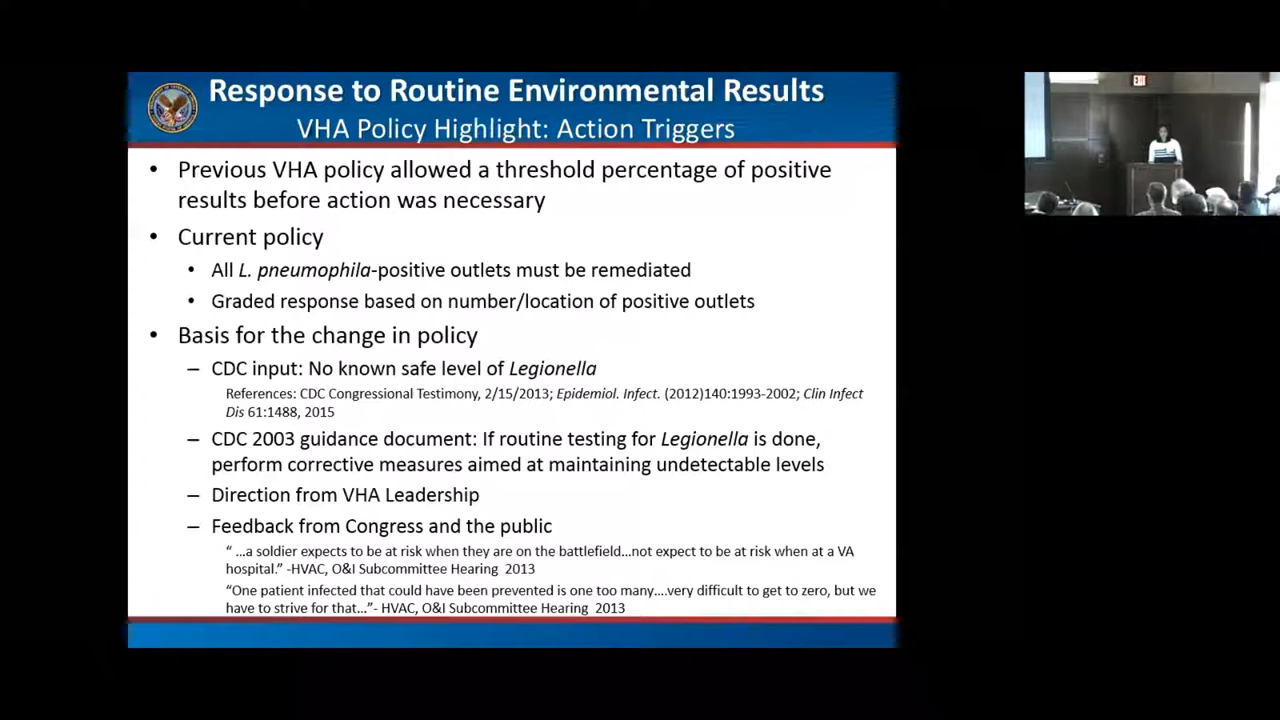 Response to Routine Environmental Results
VHA Policy Highlight: Action Triggers
• Previous VHA policy allowed a threshold percentage of positive
results before action was necessary
• Current policy
• All L. pneumophila-positive outlets must be remediated
• Graded response based on number/location of positive outlets
• Basis for the change in policy
– CDC input: No known safe level of Legionella
References: CDC Congressional Testimony, 2/15/2013; Epidemiol. Infect. (2012)140:1993-2002; Clin Infect
Dis 61:1488, 2015
– CDC 2003 guidance document: If routine testing for Legionella is done,
perform corrective measures aimed at maintaining undetectable levels
– Direction from VHA Leadership
– Feedback from Congress and the public
“ …a soldier expects to be at risk when they are on the battlefield…not expect to be at risk when at a VA
hospital.” -HVAC, O&I Subcommittee Hearing 2013
“One patient infected that could have been prevented is one too many….very difficult to get to zero, but we
have to strive for that…”- HVAC, O&I Subcommittee Hearing 2013
EXIT